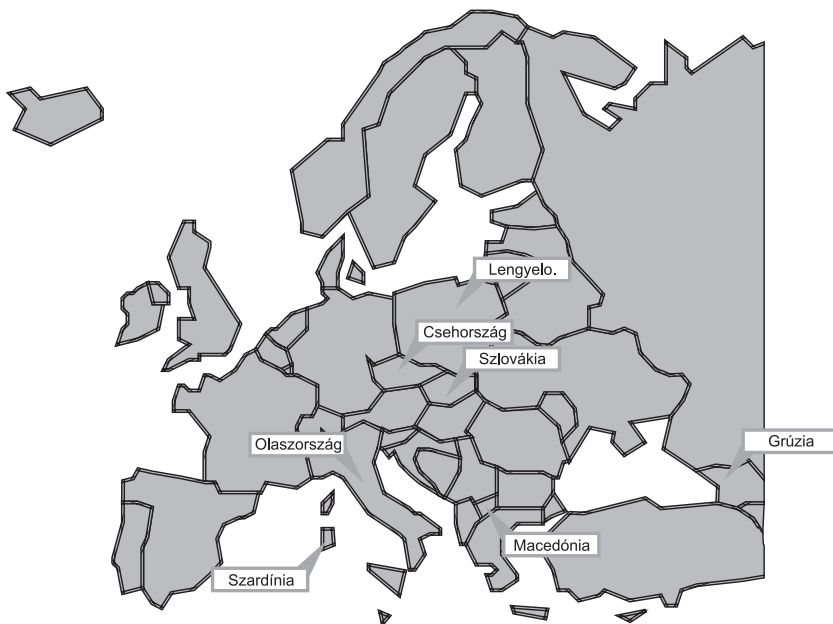 Lengyelo.
Csehország
Szlovákia
Olaszország
Grúzia
Macedónia
Szardínia